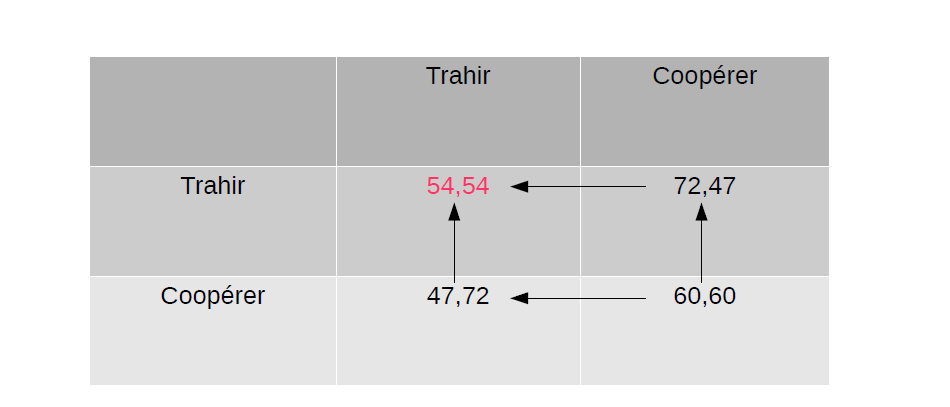 Trahir Coopérer
Trahir 54,54 72,47
Coopérer 47,72 60,60